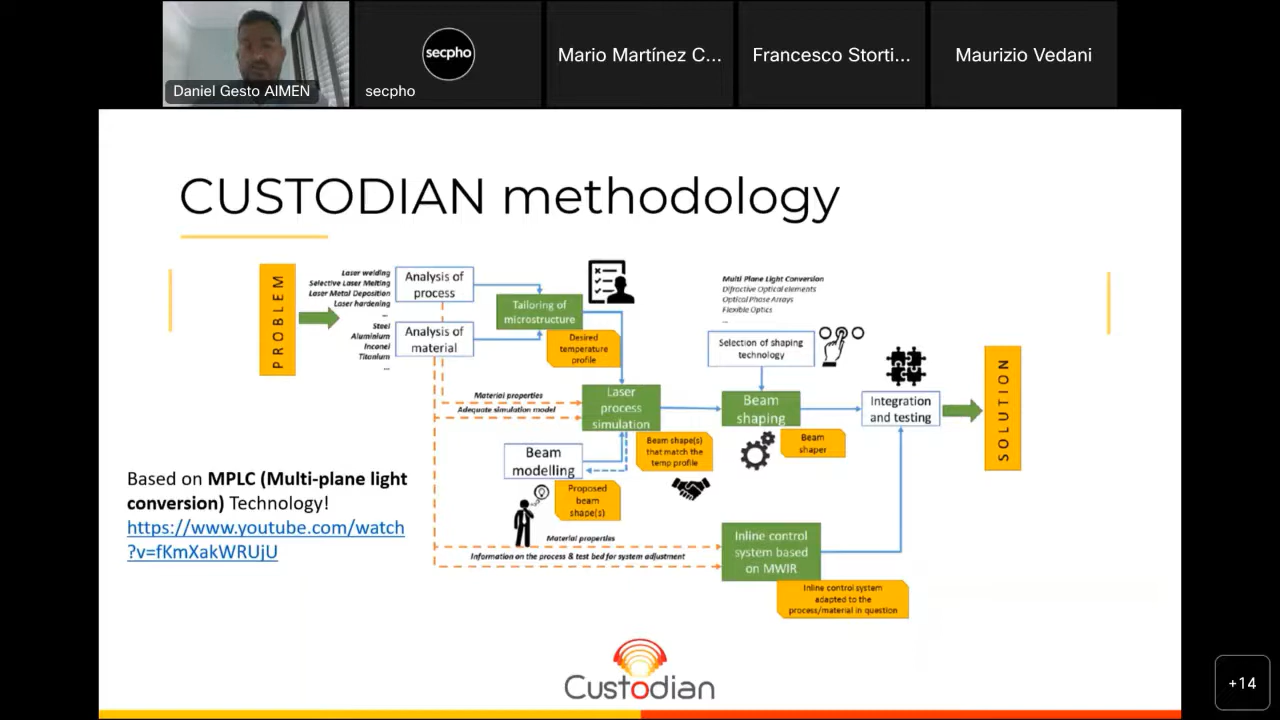 secpho
Mario Martínez C...
Francesco Storti...
Maurizio Vedani
Daniel Gesto AIMEN
secpho
CUSTODIAN methodology
PROBLEM
Laser welding
Selective Laser Melting
Laser Metal Deposition
Laser hardening
...
Steel
Aluminium
Inconel
Titanium
...
Analysis of
process
Analysis of
material
Tailoring of
microstructure
Desired
temperature
profile
Multi Plane Light Conversion
Difractive Optical elements
Optical Phase Arrays
Flexible Optics
...
Selection of shaping
technology
Material properties
Adequate simulation model
Laser
process
simulation
Beam
shaping
Integration
and testing
SOLUTION
Beam shape(s)
that match the
temp profile
Beam
shaper
Beam
modelling
Proposed
beam
shape(s)
Based on MPLC (Multi-plane light
conversion) Technology!
https://www.youtube.com/watch
?v=fKmXakWRUjU
Material properties
Information on the process & test bed for system adjustment
Inline control
system based
on MWIR
Inline control system
adapted to the
process/material in question
Custodian
+14